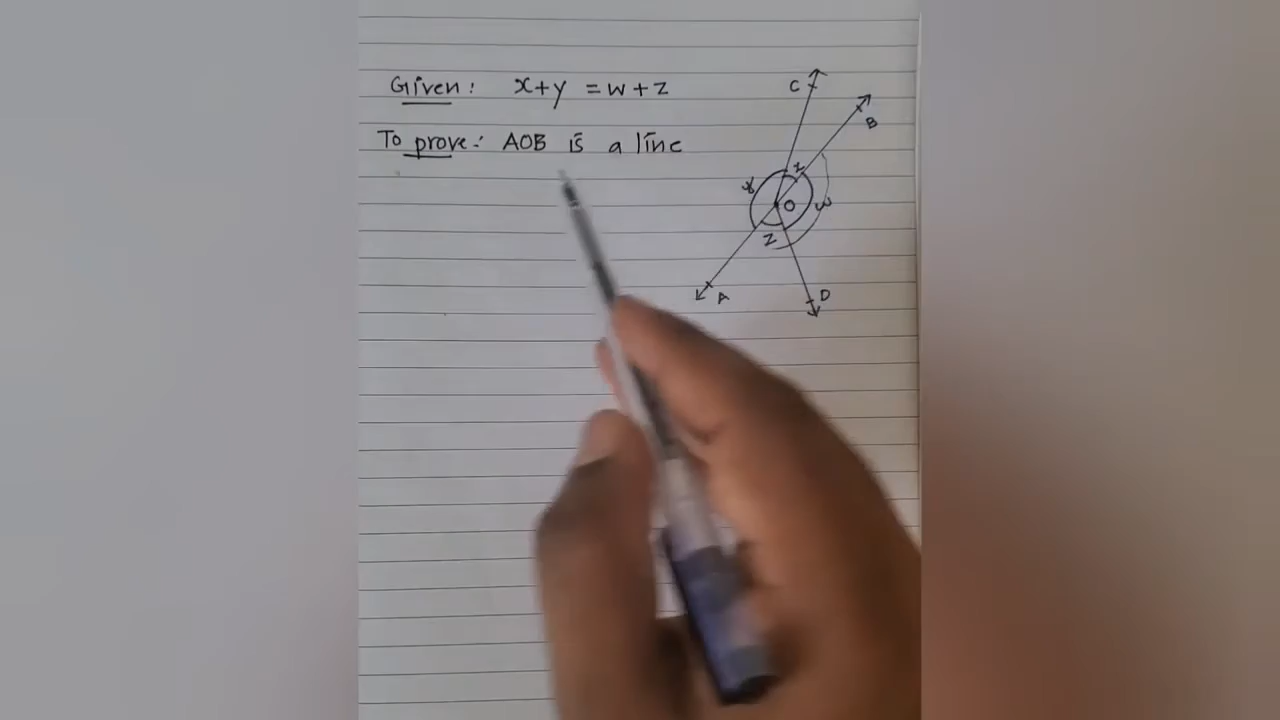 Given: x+y = w+z
To prove:- AOB is a line
C
B
O
w
z
A
D